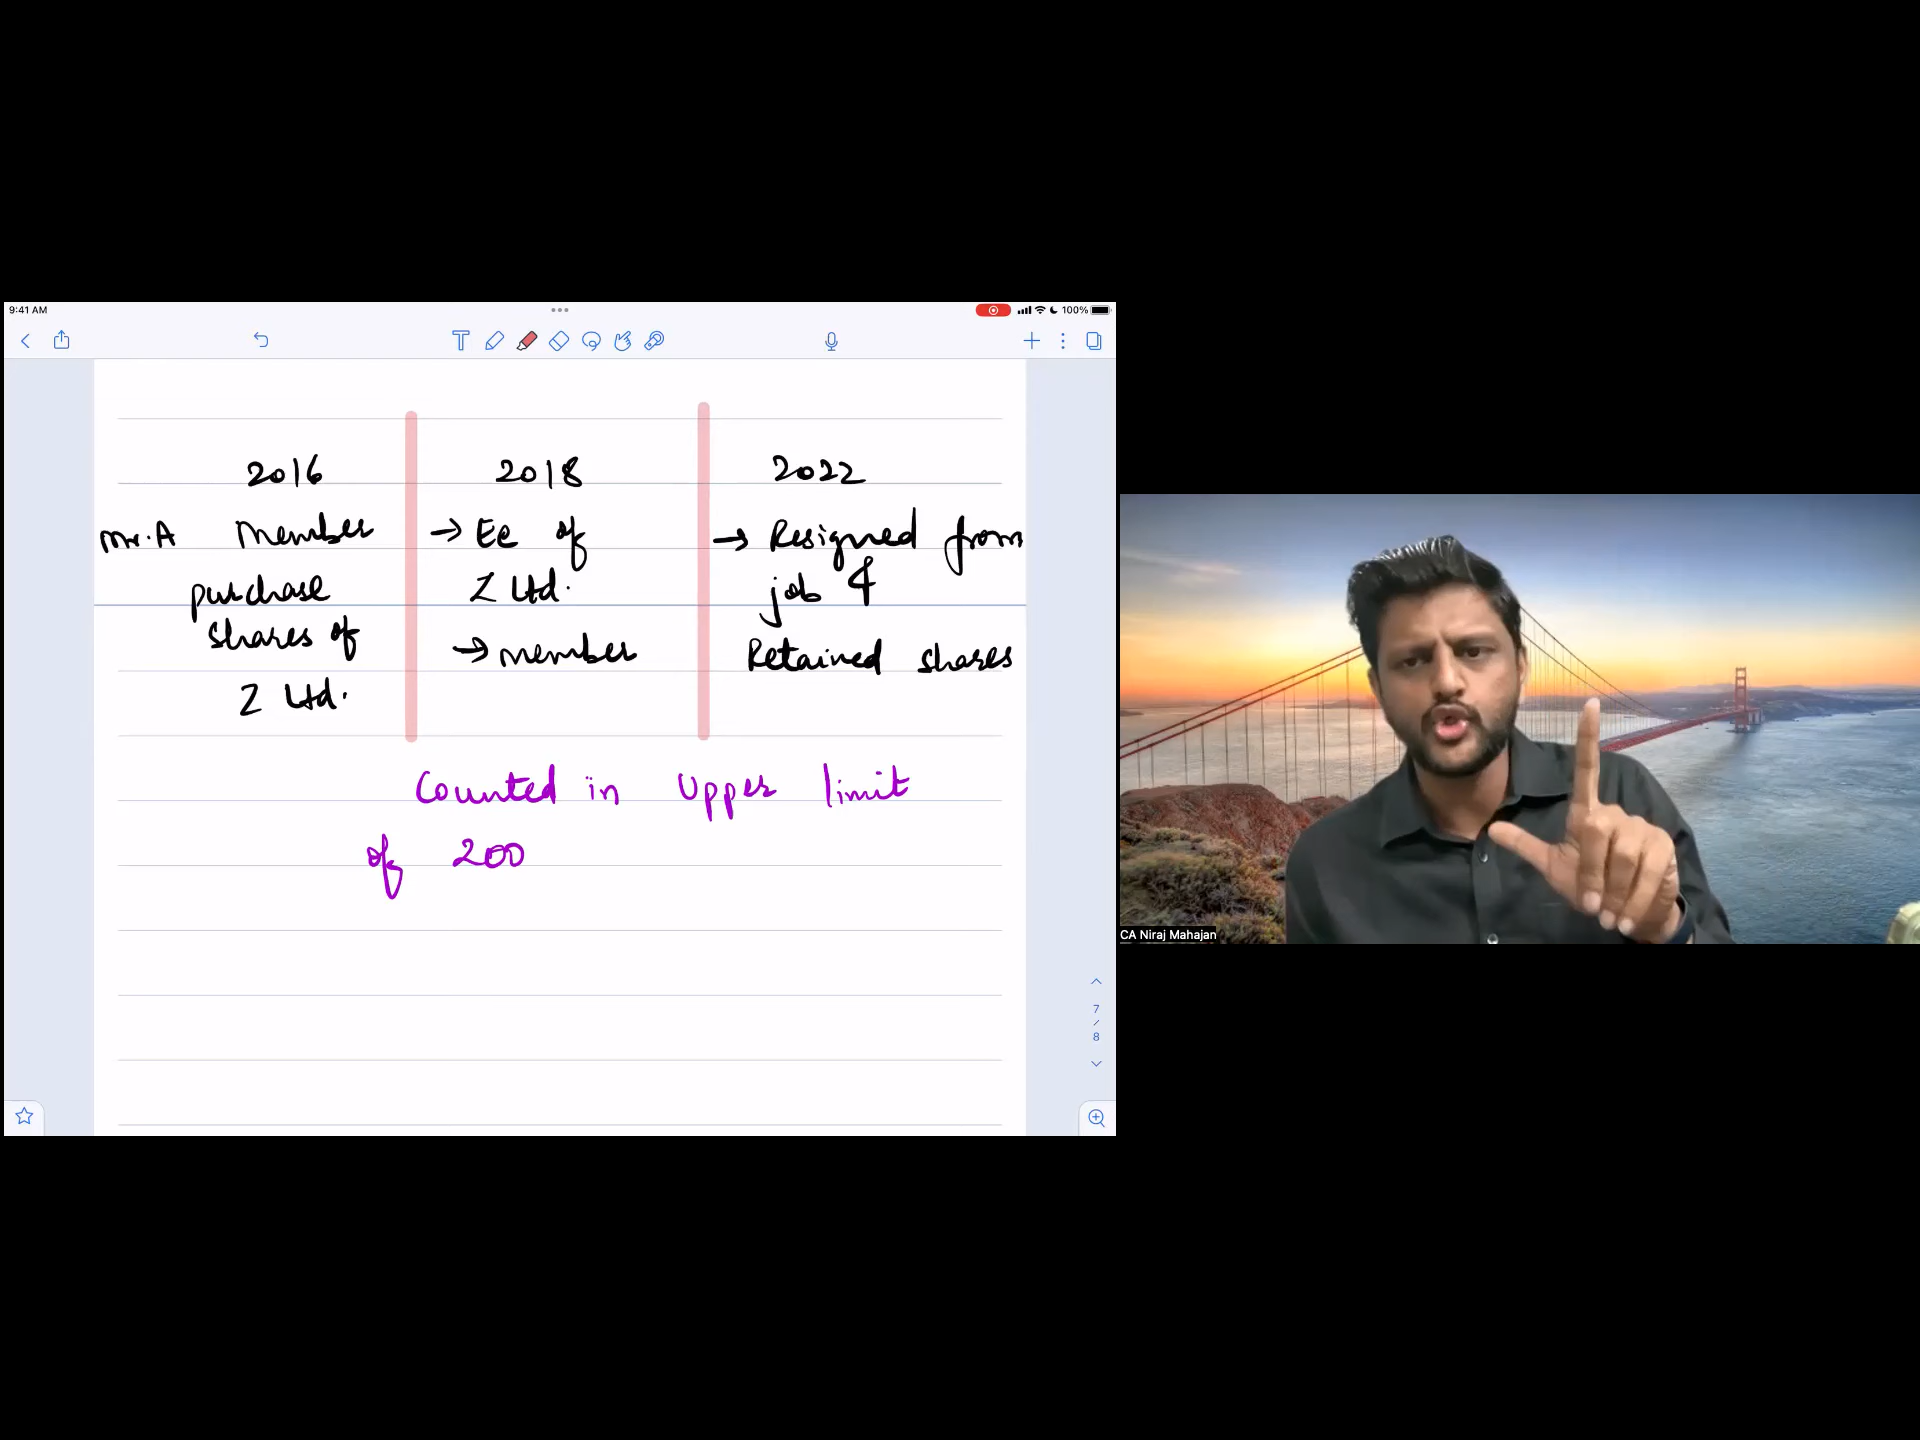 9:41 AM
100%
2016
Mr. A Member
purchase
shares of
Z Ltd.
2018
→ Ee of
Z Ltd.
→ member
2022
→ Resigned from
job &
Retained shares
Counted in Upper limit
of 200
7
/
8
CA Niraj Mahajan